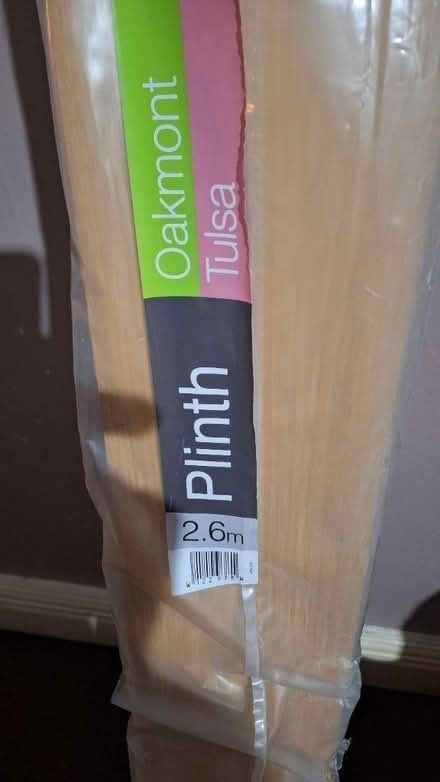 Oakmont
Tulsa
Plinth
2.6m